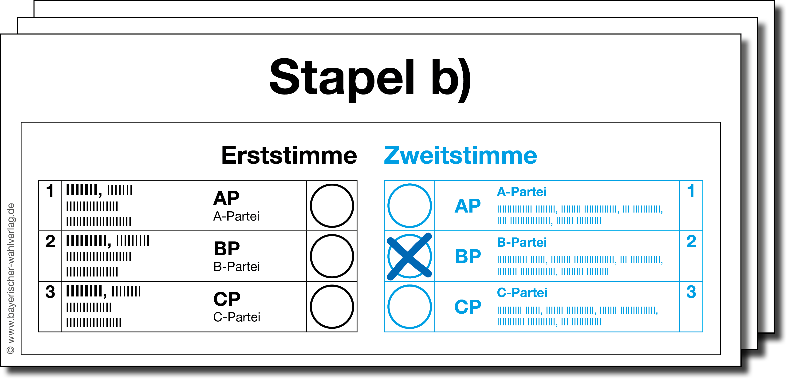 Stapel b)
Erststimme Zweitstimme
1 AP
A-Partei
2 BP
B-Partei
3 CP
C-Partei
AP A-Partei 1
BP B-Partei 2
CP C-Partei 3
© www.bayerischer-wahlverlag.de